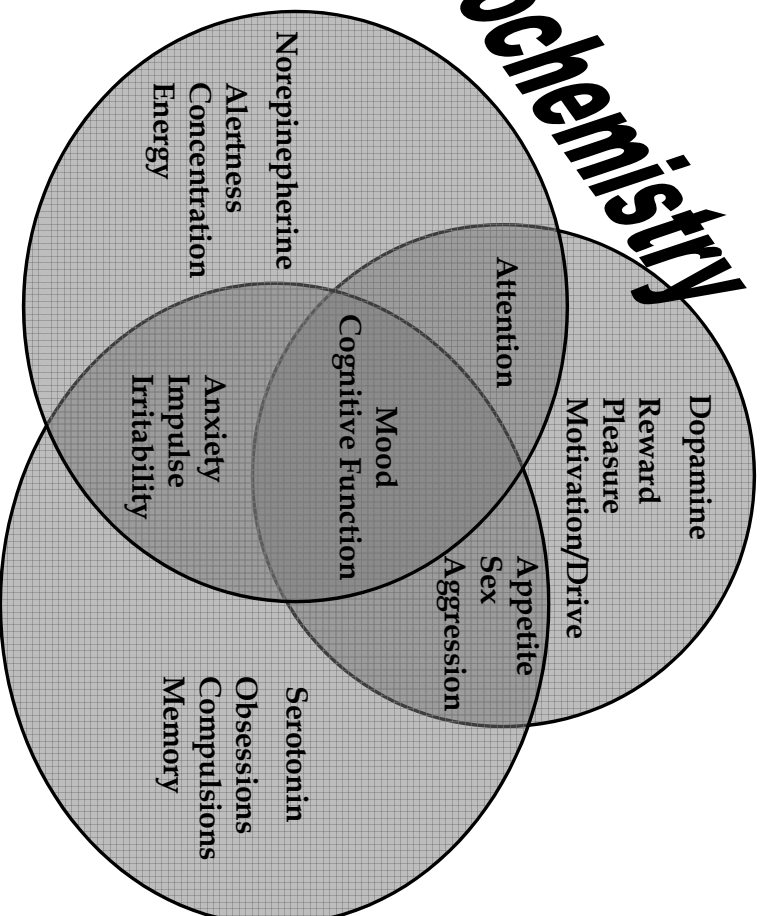 ochemistry
Dopamine
Reward
Pleasure
Motivation/Drive
Attention
Appetite
Sex
Aggression
Mood
Cognitive Function
Norepinepherine
Alertness
Concentration
Energy
Anxiety
Impulse
Irritability
Serotonin
Obsessions
Compulsions
Memory